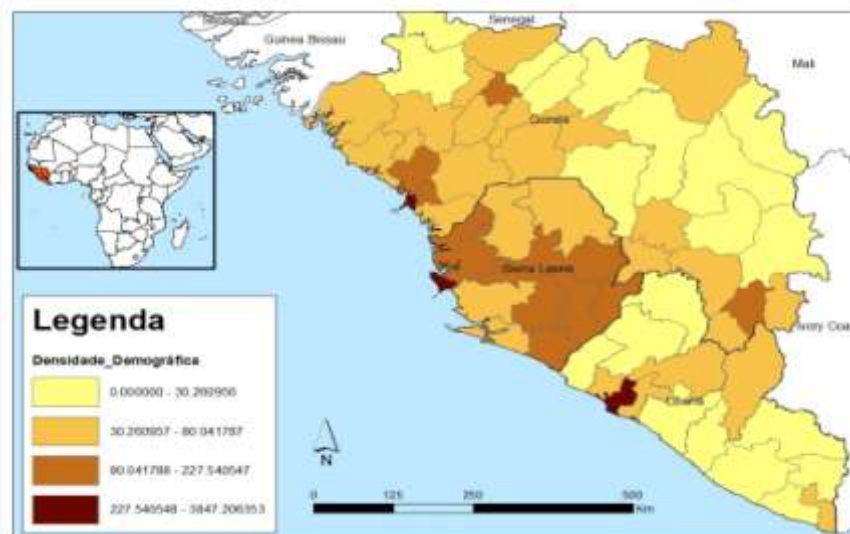 Senegal
Guinea Bissau
Mali
Guinea
Sierra Leone
Ivory Coa
Liberia
Legenda
Densidade_Demográfica
0.000000 - 30.260956
30.260957 - 80.041787
80.041788 - 227.540547
227.540548 - 3847.206353
N
0 125 250 500
Km